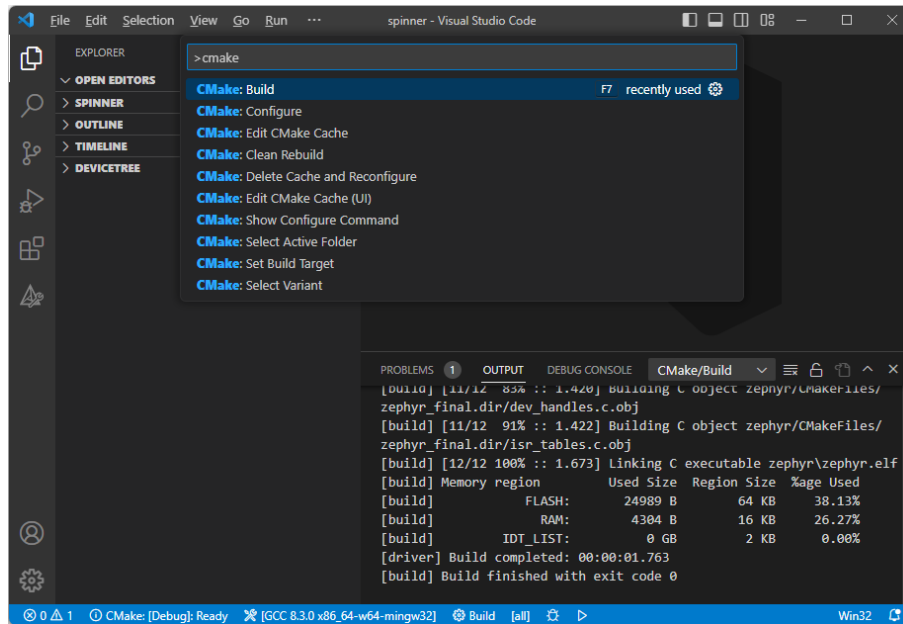 File Edit Selection View Go Run ··· spinner - Visual Studio Code
EXPLORER
OPEN EDITORS
SPINNER
OUTLINE
TIMELINE
DEVICETREE
>cmake
CMake: Build F7 recently used
CMake: Configure
CMake: Edit CMake Cache
CMake: Clean Rebuild
CMake: Delete Cache and Reconfigure
CMake: Edit CMake Cache (UI)
CMake: Show Configure Command
CMake: Select Active Folder
CMake: Set Build Target
CMake: Select Variant
PROBLEMS 1 OUTPUT DEBUG CONSOLE CMake/Build
[build] [11/12 83% :: 1.420] Building C object zephyr/CMakeFiles/
zephyr_final.dir/dev_handles.c.obj
[build] [11/12 91% :: 1.422] Building C object zephyr/CMakeFiles/
zephyr_final.dir/isr_tables.c.obj
[build] [12/12 100% :: 1.673] Linking C executable zephyr\zephyr.elf
[build] Memory region Used Size Region Size %age Used
[build] FLASH: 24989 B 64 KB 38.13%
[build] RAM: 4304 B 16 KB 26.27%
[build] IDT_LIST: 0 GB 2 KB 0.00%
[driver] Build completed: 00:00:01.763
[build] Build finished with exit code 0
0 1 CMake: [Debug]: Ready [GCC 8.3.0 x86_64-w64-mingw32] Build [all] Win32